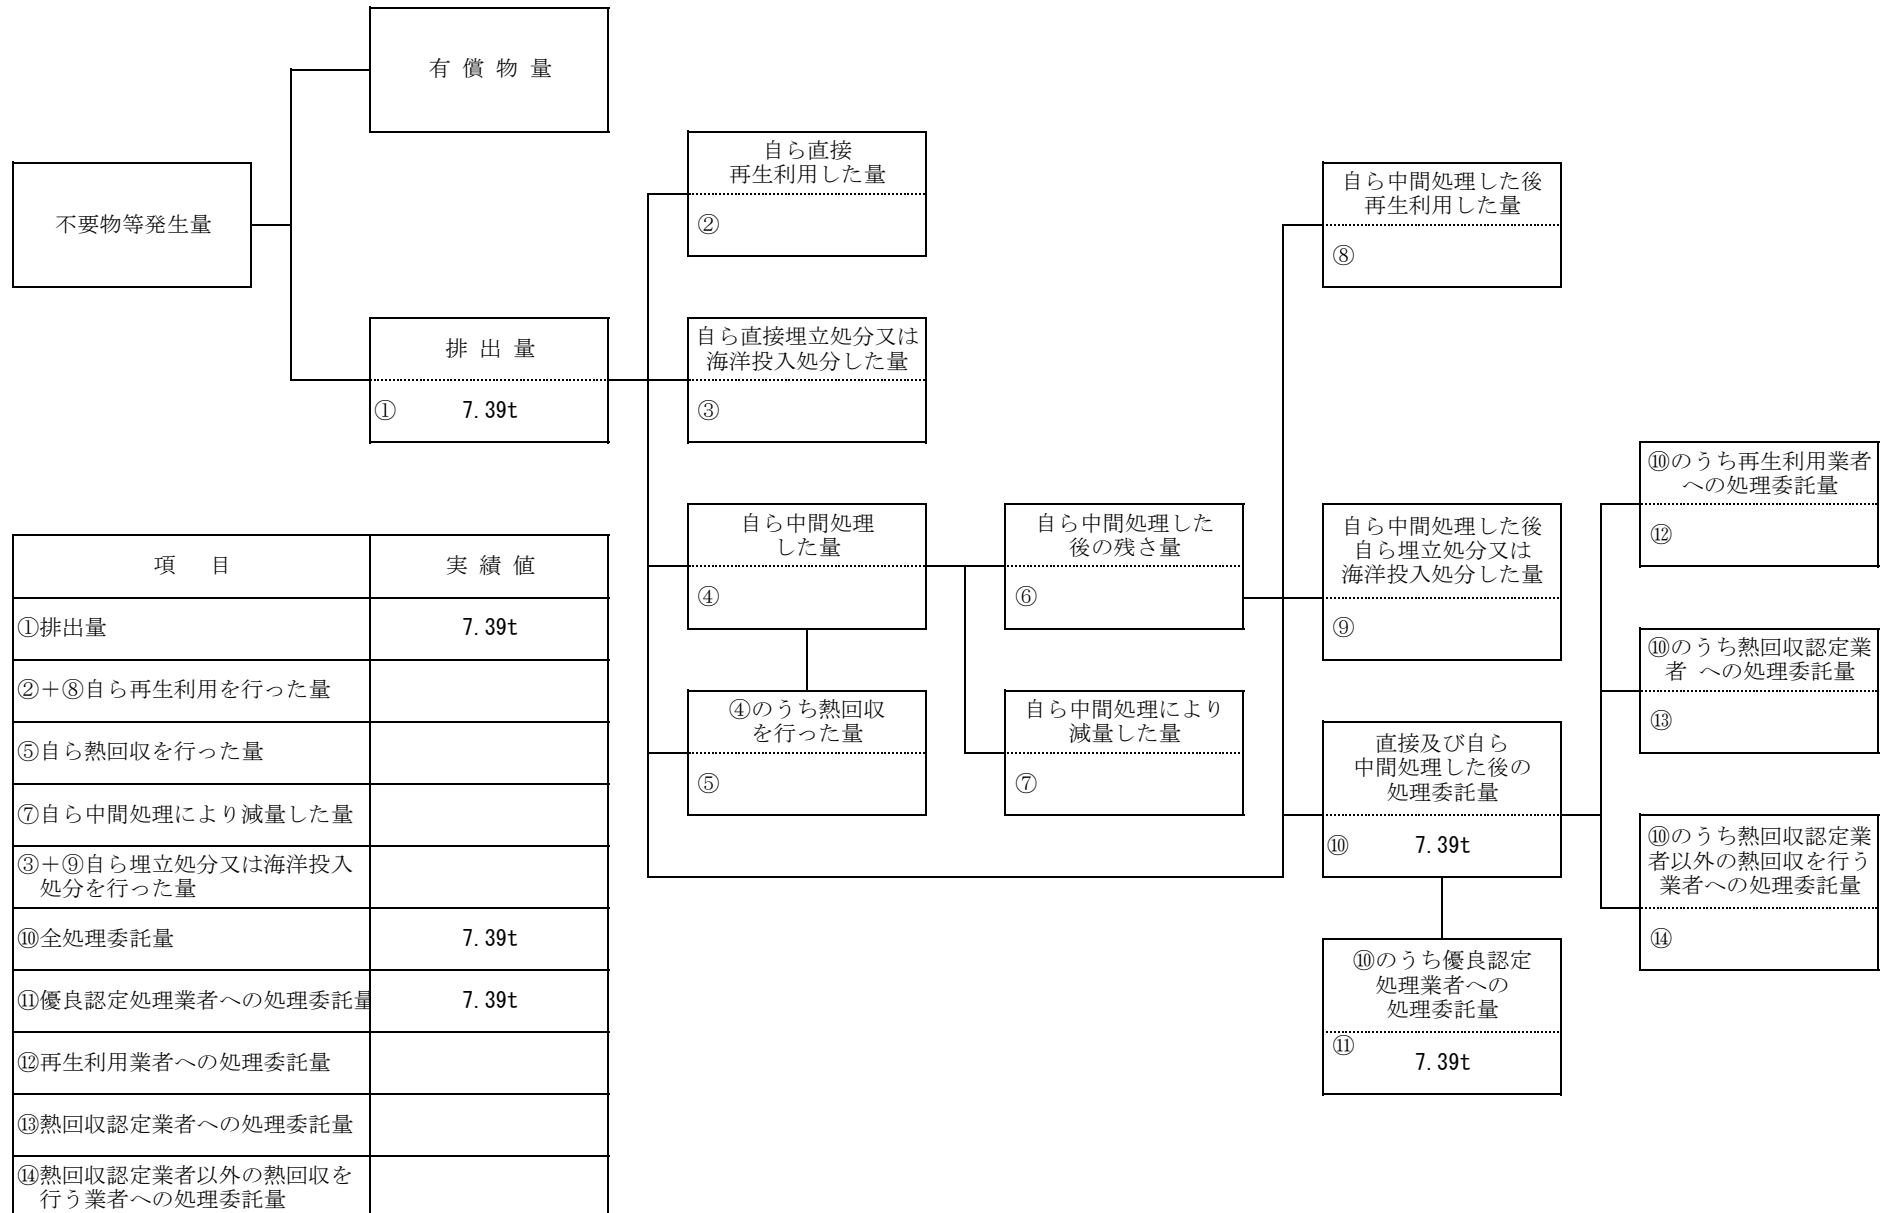 有 償 物 量
不要物等発生量
排 出 量
① 7.39t
自ら直接
再生利用した量
②
自ら直接埋立処分又は
海洋投入処分した量
③
自ら中間処理
した量
④
④のうち熱回収
を行った量
⑤
自ら中間処理した
後の残さ量
⑥
自ら中間処理により
減量した量
⑦
自ら中間処理した後
再生利用した量
⑧
自ら中間処理した後
自ら埋立処分又は
海洋投入処分した量
⑨
直接及び自ら
中間処理した後の
処理委託量
⑩ 7.39t
⑩のうち優良認定
処理業者への
処理委託量
⑪ 7.39t
⑩のうち再生利用業者
への処理委託量
⑫
⑩のうち熱回収認定業
者 への処理委託量
⑬
⑩のうち熱回収認定業
者以外の熱回収を行う
業者への処理委託量
⑭
項 目 実 績 値
①排出量 7.39t
②+⑧自ら再生利用を行った量
⑤自ら熱回収を行った量
⑦自ら中間処理により減量した量
③+⑨自ら埋立処分又は海洋投入
処分を行った量
⑩全処理委託量 7.39t
⑪優良認定処理業者への処理委託量 7.39t
⑫再生利用業者への処理委託量
⑬熱回収認定業者への処理委託量
⑭熱回収認定業者以外の熱回収を
行う業者への処理委託量